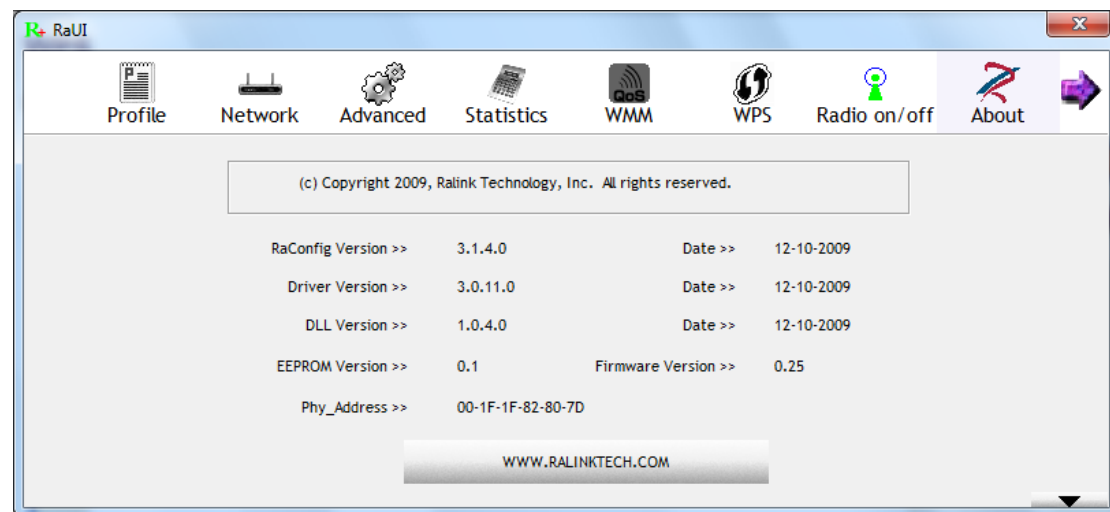 R+ RaUI
P
QoS
Profile Network Advanced Statistics WMM WPS Radio on/off About
(c) Copyright 2009, Ralink Technology, Inc. All rights reserved.
RaConfig Version >> 3.1.4.0 Date >> 12-10-2009
Driver Version >> 3.0.11.0 Date >> 12-10-2009
DLL Version >> 1.0.4.0 Date >> 12-10-2009
EEPROM Version >> 0.1 Firmware Version >> 0.25
Phy_Address >> 00-1F-1F-82-80-7D
WWW.RALINKTECH.COM